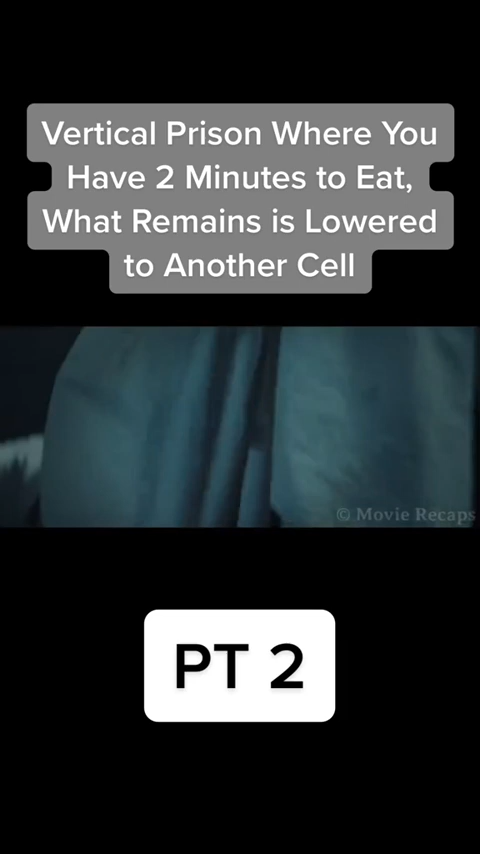 Vertical Prison Where You
Have 2 Minutes to Eat,
What Remains is Lowered
to Another Cell
© Movie Recaps
PT 2